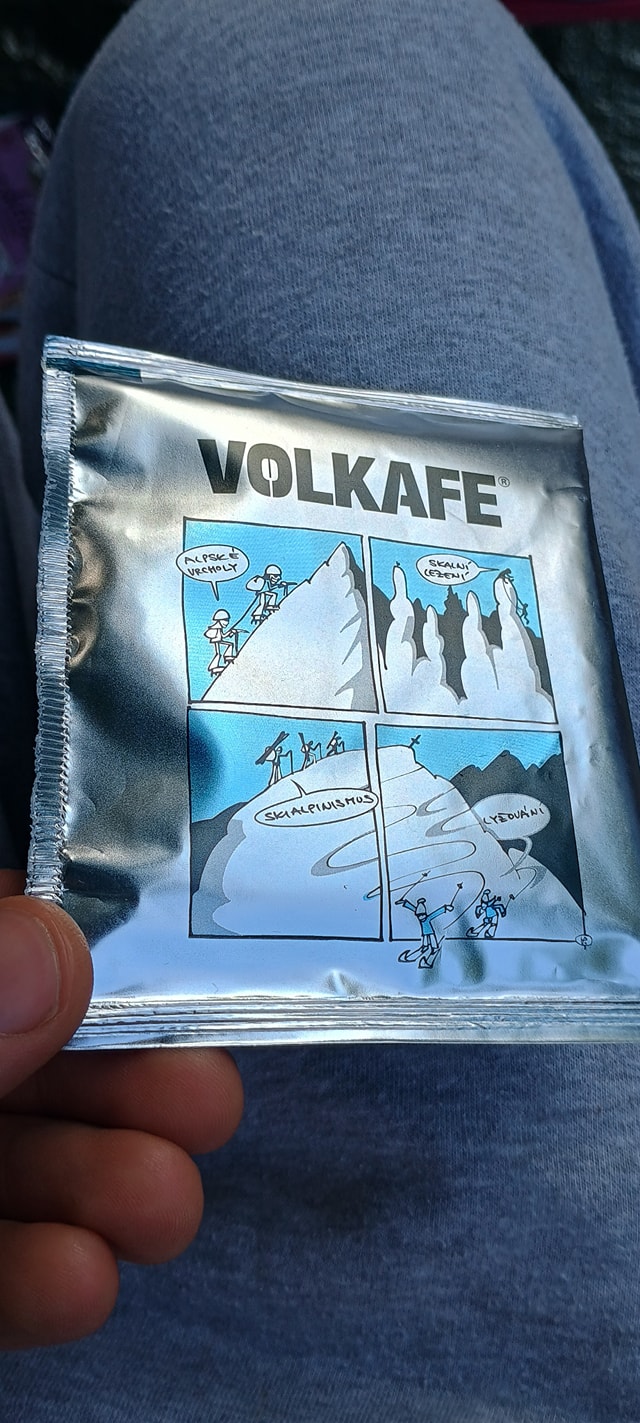 VOLKAFE®
ALPSKÉ
VRCHOLY
SKALNÍ
LEZENÍ
SKIALPINISMUS
LYŽOVÁNÍ